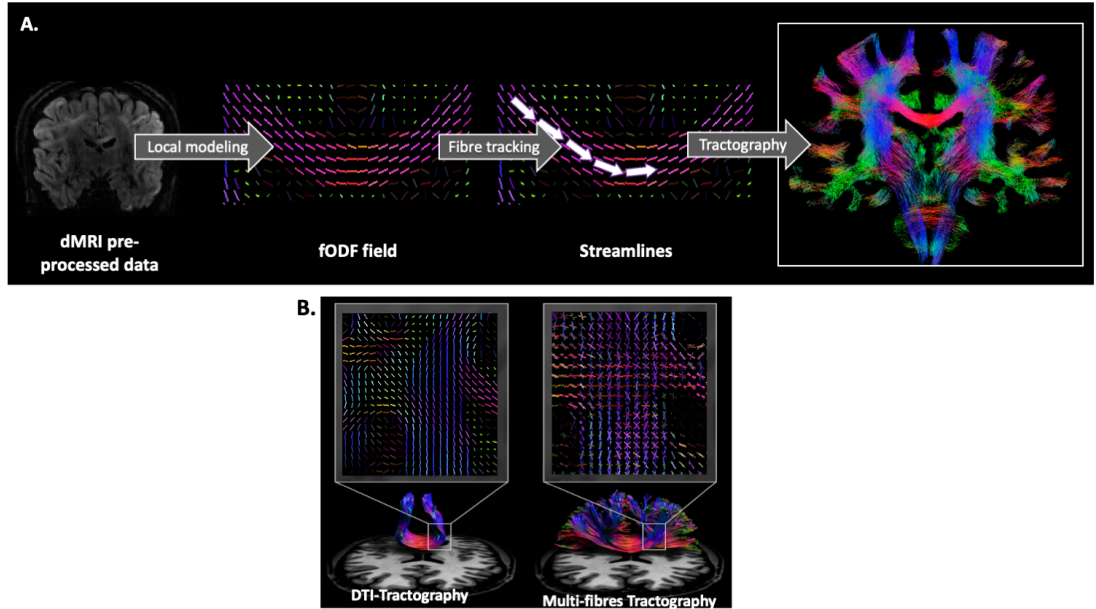 A.
Local modeling
Fibre tracking
Tractography
dMRI pre-
processed data
fODF field
Streamlines
B.
DTI-Tractography
Multi-fibres Tractography